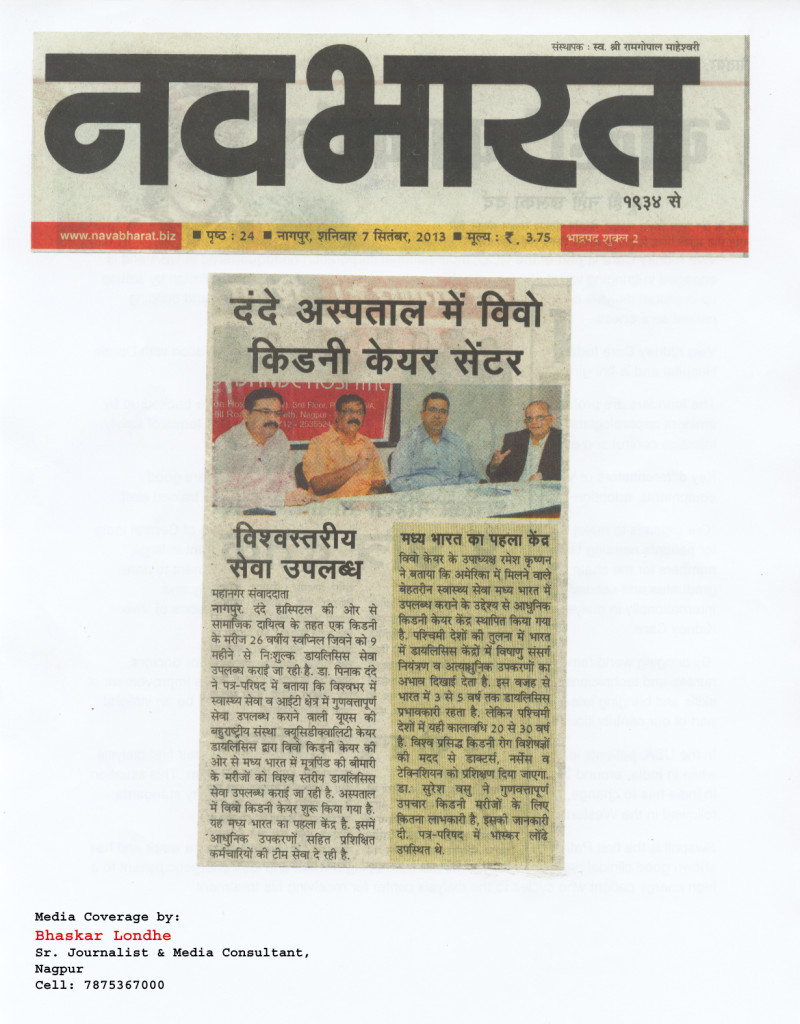 संस्थापक : स्व. श्री रामगोपाल माहेश्वरी
नवभारत
१९३४ से
www.navabharat.biz ■ पृष्ठ : 24 ■ नागपुर, शनिवार 7 सितंबर, 2013 ■ मूल्य : ₹. 3.75 भाद्रपद शुक्ल 2
दंदे अस्पताल में विवो
किडनी केयर सेंटर
विश्वस्तरीय
सेवा उपलब्ध
महानगर संवाददाता
नागपुर. दंदे हास्पिटल की ओर से
सामाजिक दायित्व के तहत एक किडनी
के मरीज 26 वर्षीय स्वप्निल जिवने को 9
महीने से निःशुल्क डायलिसिस सेवा
उपलब्ध कराई जा रही है. डा. पिनाक दंदे
ने पत्र-परिषद में बताया कि विश्वभर में
स्वास्थ्य सेवा व आईटी क्षेत्र में गुणवत्तापूर्ण
सेवा उपलब्ध कराने वाली यूएस की
बहुराष्ट्रीय संस्था क्यूसिडीक्वालिटी केयर
डायलिसिस द्वारा विवो किडनी केयर की
ओर से मध्य भारत में मूत्रपिंड की बीमारी
के मरीजों को विश्व स्तरीय डायलिसिस
सेवा उपलब्ध कराई जा रही है. अस्पताल
में विवो किडनी केयर शुरू किया गया है.
यह मध्य भारत का पहला केंद्र है. इसमें
आधुनिक उपकरणों सहित प्रशिक्षित
कर्मचारियों की टीम सेवा दे रही है.
मध्य भारत का पहला केंद्र
विवो केयर के उपाध्यक्ष रमेश कृष्णन
ने बताया कि अमेरिका में मिलने वाले
बेहतरीन स्वास्थ्य सेवा मध्य भारत में
उपलब्ध कराने के उद्देश्य से आधुनिक
किडनी केयर केंद्र स्थापित किया गया
है. पश्चिमी देशों की तुलना में भारत
में डायलिसिस केंद्रों में विषाणु संसर्ग
नियंत्रण व अत्याधुनिक उपकरणों का
अभाव दिखाई देता है. इस वजह से
भारत में 3 से 5 वर्ष तक डायलिसिस
प्रभावकारी रहता है. लेकिन पश्चिमी
देशों में यही कालावधि 20 से 30 वर्ष
है. विश्व प्रसिद्ध किडनी रोग विशेषज्ञों
की मदद से डाक्टर्स, नर्सेस व
टेक्निशियन को प्रशिक्षण दिया जाएगा.
डा. सुरेश वसु ने गुणवत्तापूर्ण
उपचार किडनी मरीजों के लिए
कितना लाभकारी है, इसकी जानकारी
दी. पत्र-परिषद में भास्कर लोंढे
उपस्थित थे.
Media Coverage by:
Bhaskar Londhe
Sr. Journalist & Media Consultant,
Nagpur
Cell: 7875367000